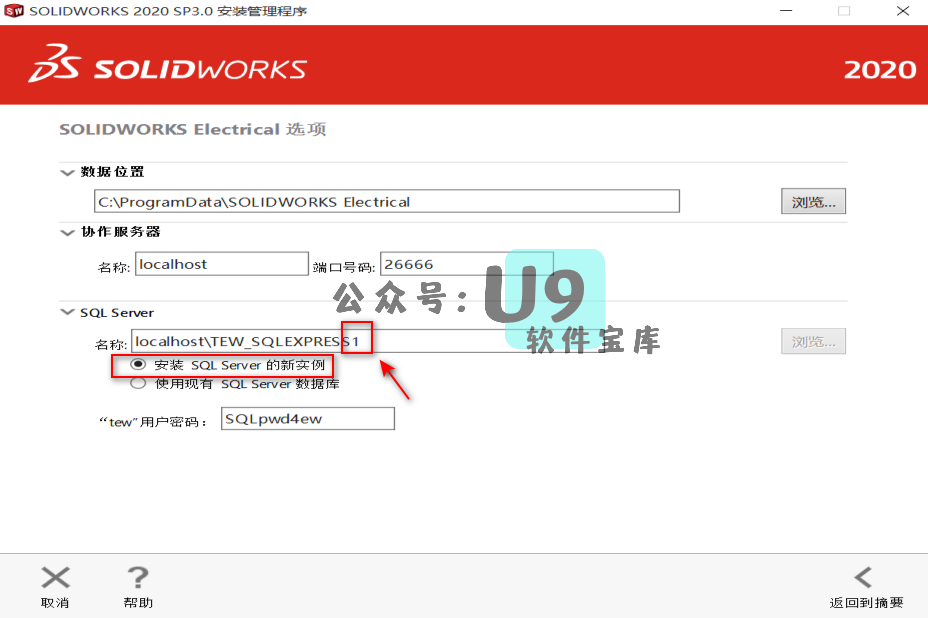 SOLIDWORKS 2020 SP3.0 安装管理程序
SOLIDWORKS 2020
SOLIDWORKS Electrical 选项
数据位置
C:\ProgramData\SOLIDWORKS Electrical 浏览...
协作服务器
名称: localhost 端口号码: 26666
公众号: U9
软件宝库
SQL Server
名称: localhost\TEW_SQLEXPRESS1 浏览...
安装 SQL Server 的新实例
使用现有 SQL Server 数据库
“tew”用户密码： SQLpwd4ew
取消 帮助 返回到摘要